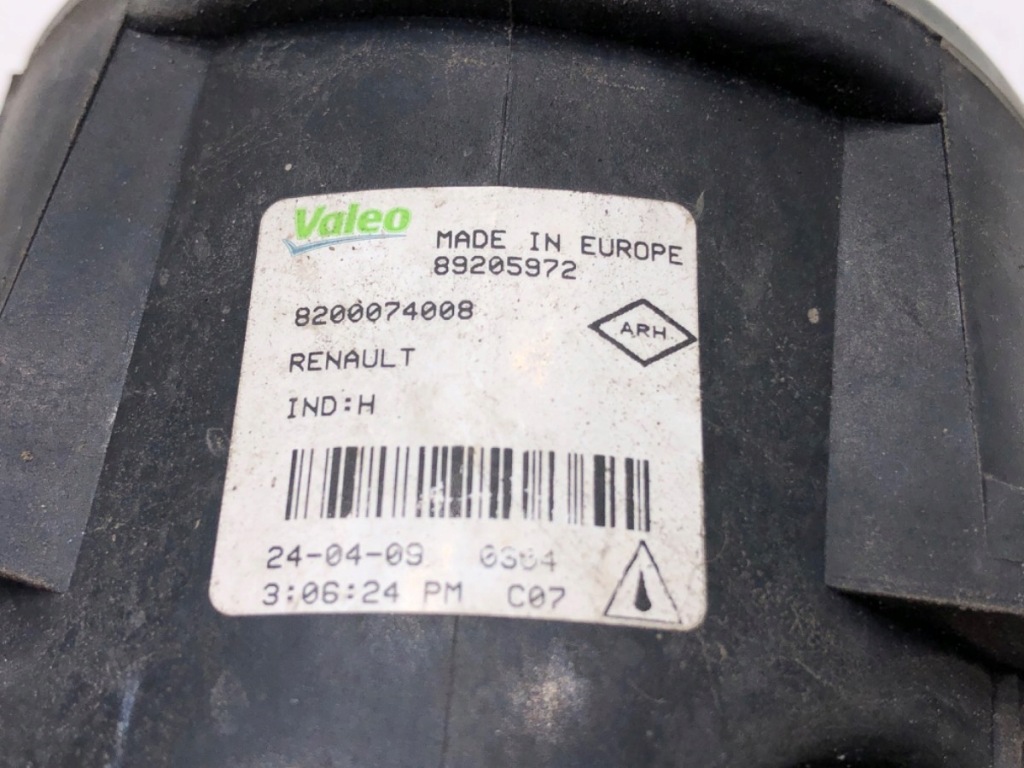 Valeo
MADE IN EUROPE
89205972
8200074008
ARH
RENAULT
IND:H
24-04-09
3:06:24 PM C07